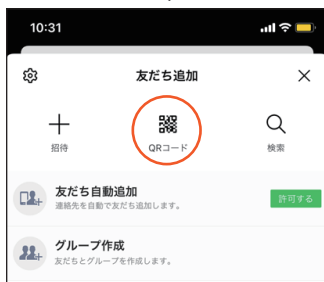 10:31
友だち追加
招待
QRコード
検索
友だち自動追加
連絡先を自動で友だち追加します。
許可する
グループ作成
友だちとグループを作成します。